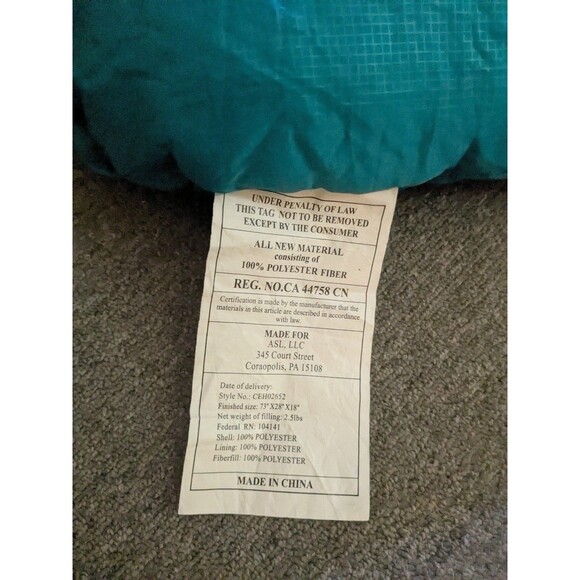 UNDER PENALTY OF LAW
THIS TAG NOT TO BE REMOVED
EXCEPT BY THE CONSUMER
ALL NEW MATERIAL
consisting of
100% POLYESTER FIBER
REG. NO.CA 44758 CN
Certification is made by the manufacturer that the
materials in this article are described in accordance
with law.
MADE FOR
ASL, LLC
345 Court Street
Coraopolis, PA 15108
Date of delivery:
Style No.: CEH02652
Finished size: 73"X28"X18"
Net weight of filling: 2.5lbs
Federal RN: 104141
Shell: 100% POLYESTER
Lining: 100% POLYESTER
Fiberfill: 100% POLYESTER
MADE IN CHINA